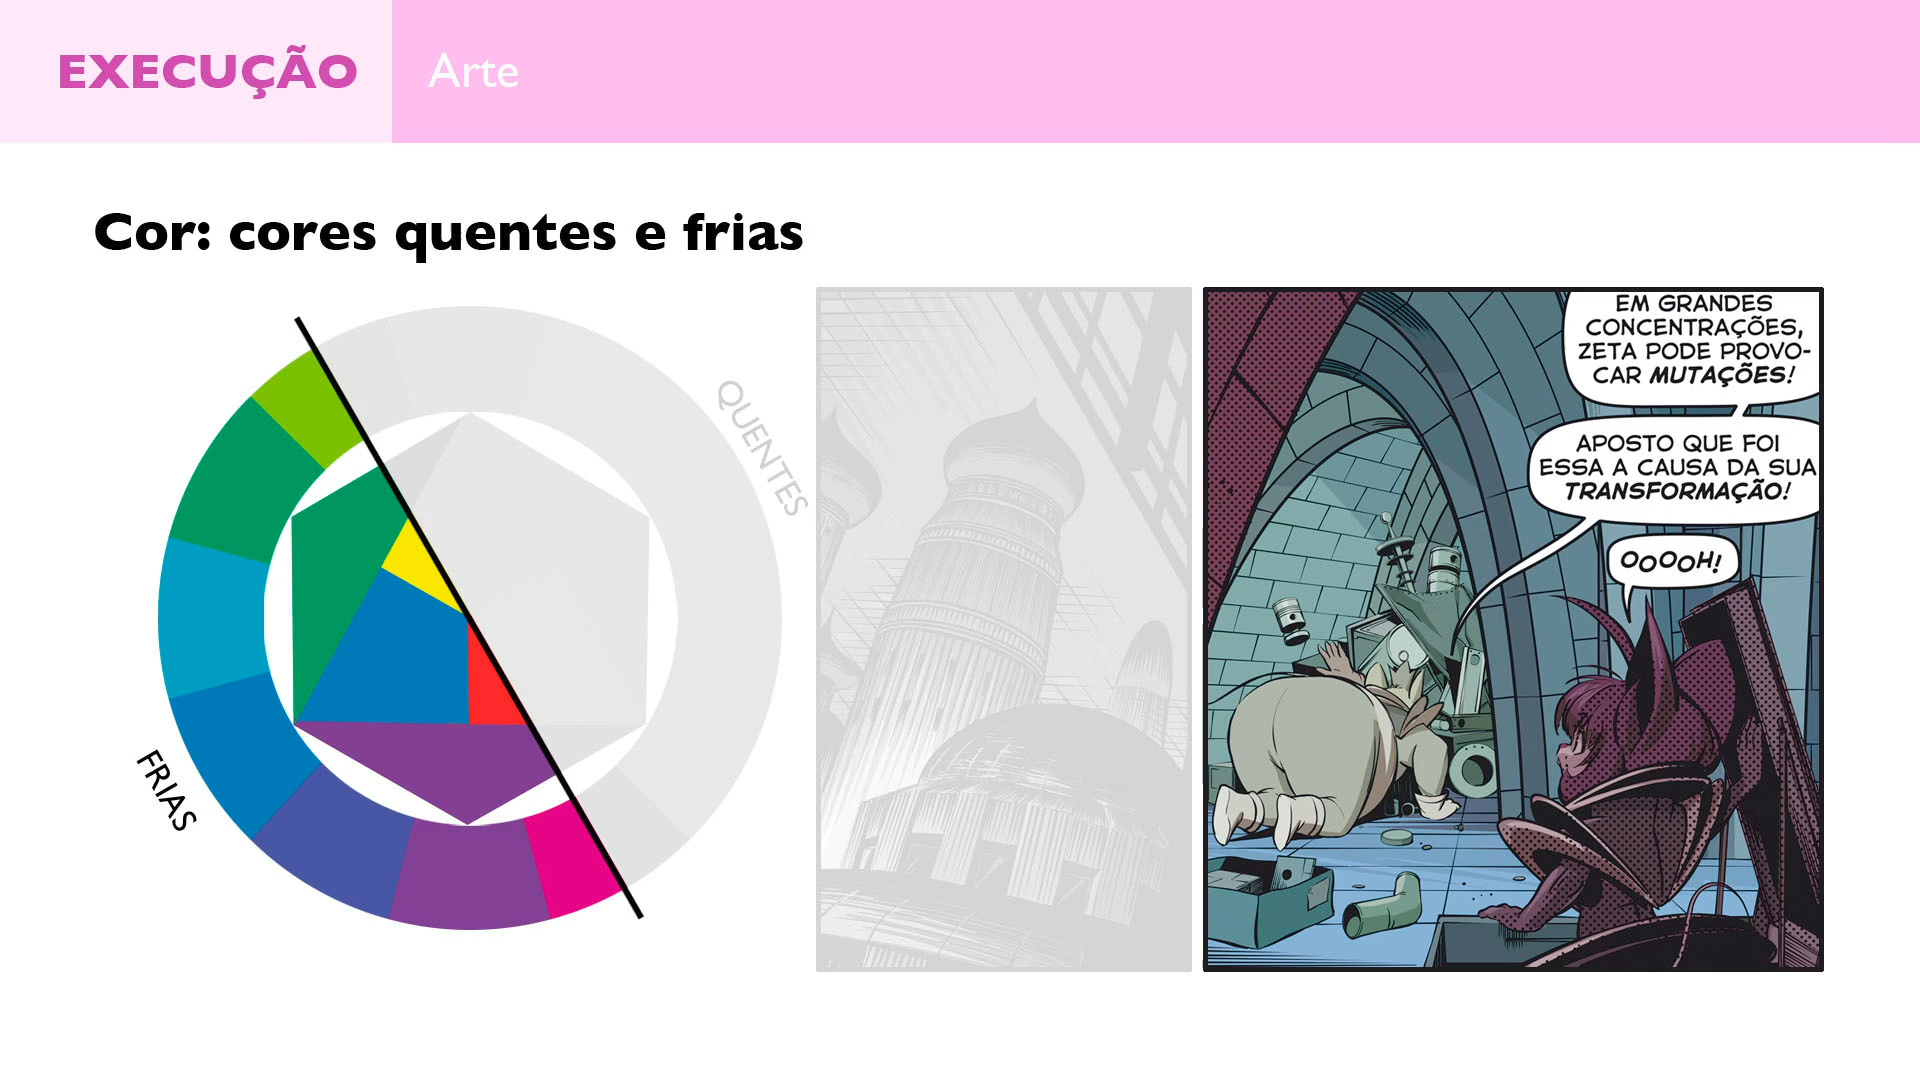 EXECUÇÃO
Arte
Cor: cores quentes e frias
QUENTES
FRIAS
EM GRANDES
CONCENTRAÇÕES,
ZETA PODE PROVO-
CAR MUTAÇÕES!
APOSTO QUE FOI
ESSA A CAUSA DA SUA
TRANSFORMAÇÃO!
OOOOH!